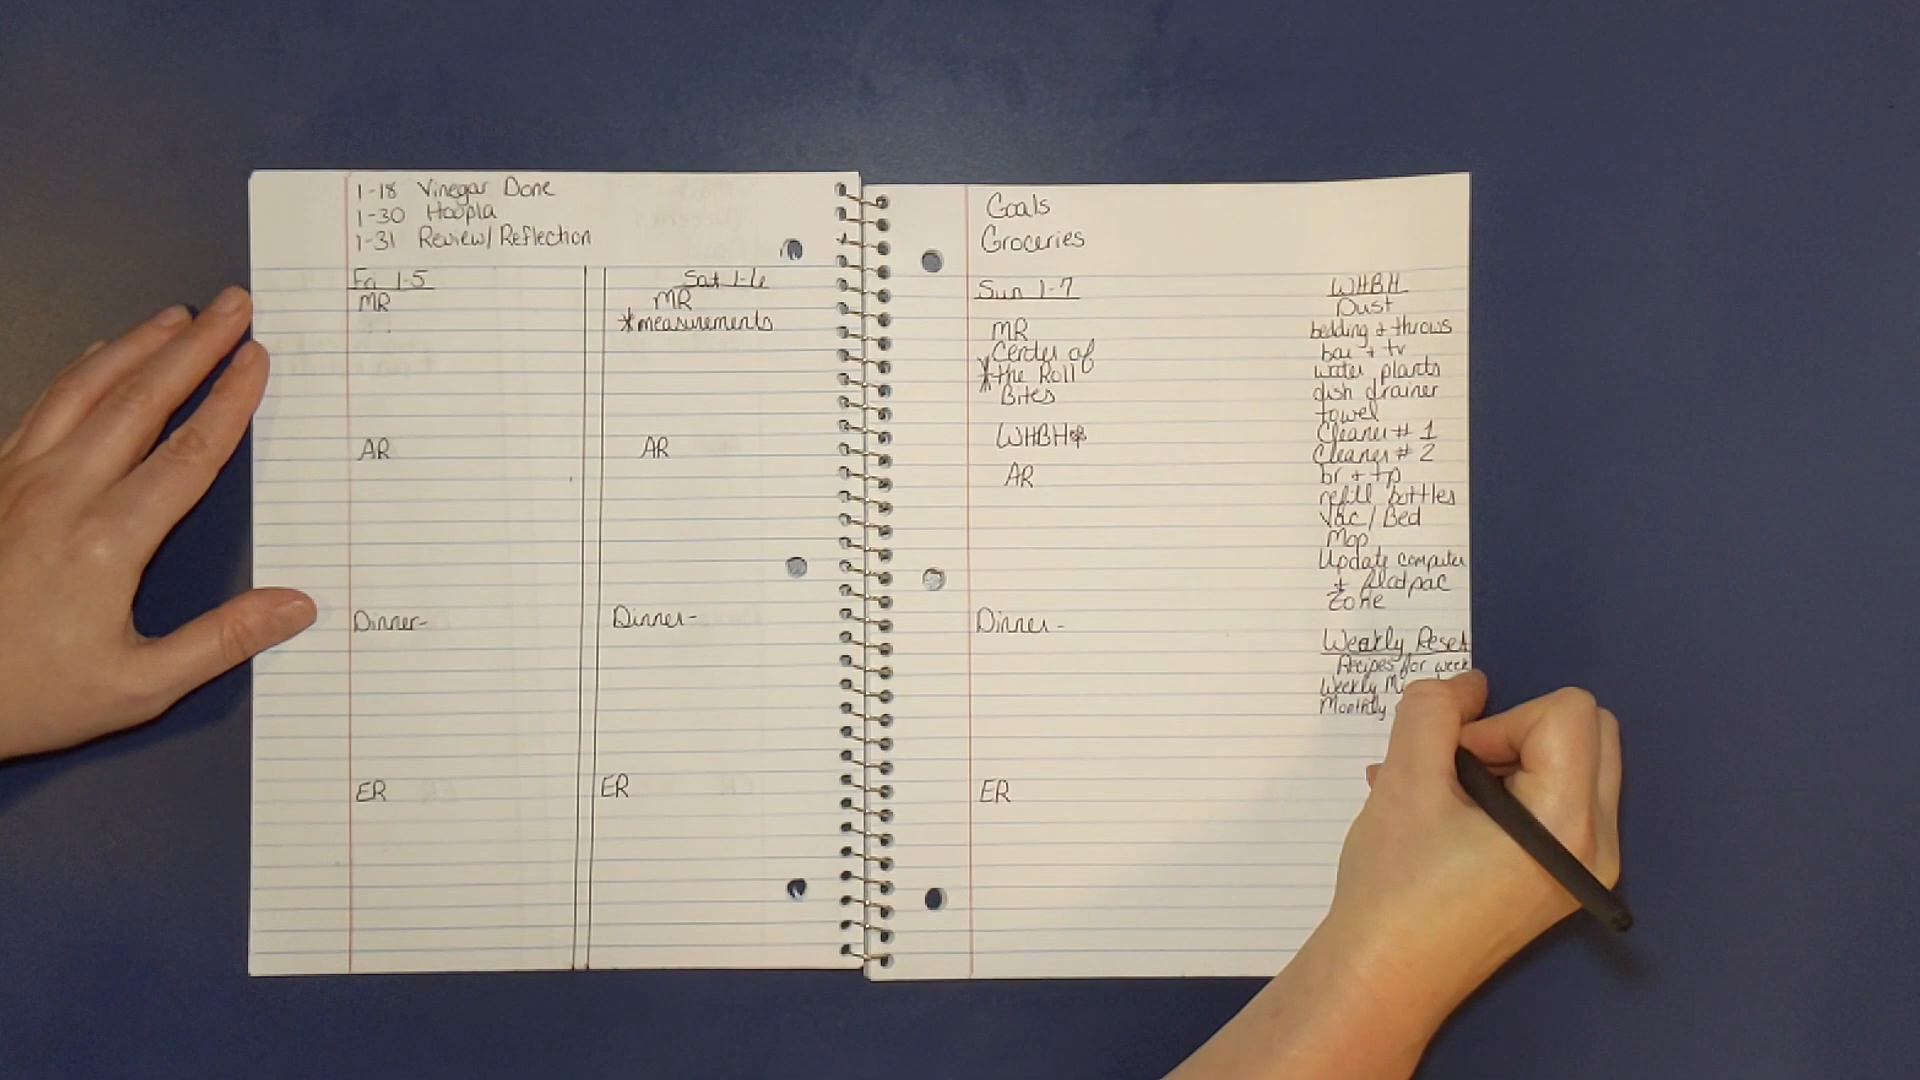 1-18 Vinegar Done
1-30 Hoopla
1-31 Review/Reflection
Fri 1-5
MR
AR
Dinner-
ER
Sat 1-6
MR
*measurements
AR
Dinner-
ER
Goals
Groceries
Sun 1-7
MR
Center of
* the Roll
Bites
WHBH
AR
Dinner-
ER
WHBH
Dust
bedding + throws
bar + tv
water plants
dish drainer
towel
Cleaner # 1
Cleaner # 2
br + tp
refill bottles
Vac / Bed
Mop
Update computer
+ flatpac
Zone
Weekly Reset
Recipes for week
Weekly
Monthly